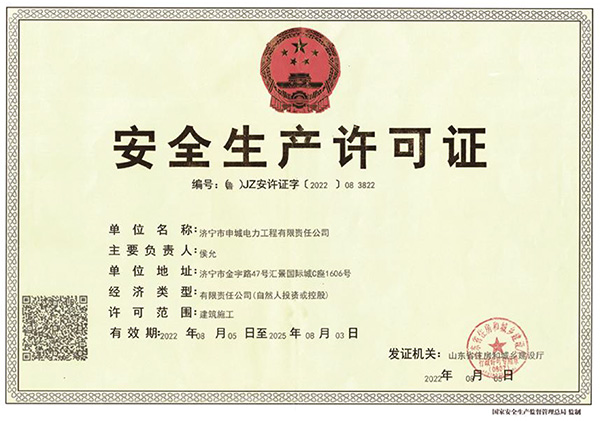 安全生产许可证
编号：（鲁）JZ安许证字〔2022〕08 3822
单位名称：济宁市申城电力工程有限责任公司
主要负责人：侯允
单位地址：济宁市金宇路47号汇景国际城C座1606号
经济类型：有限责任公司(自然人投资或控股)
许可范围：建筑施工
有效期：2022 年08 月05 日至2025年08月03日
发证机关：山东省住房和城乡建设厅
2022年 08月05日
国家安全生产监督管理总局 监制